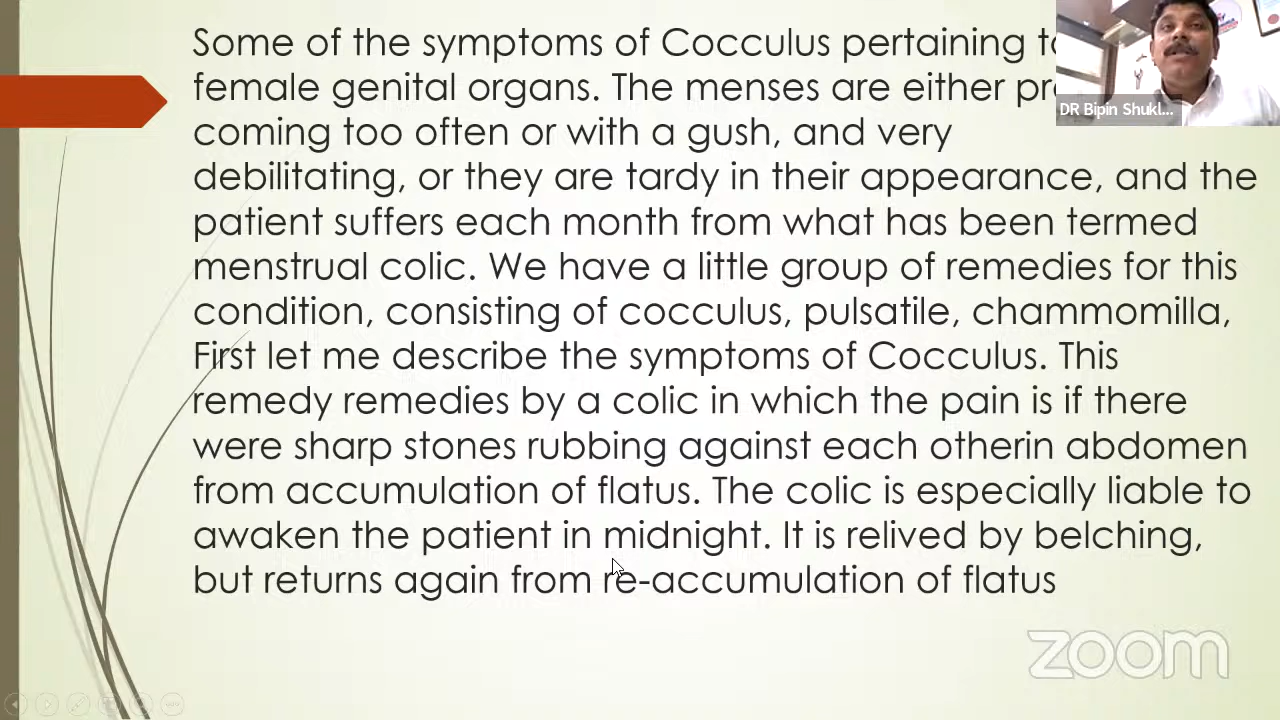 Some of the symptoms of Cocculus pertaining
female genital organs. The menses are either
coming too often or with a gush, and very
debilitating, or they are tardy in their appearance, and the
patient suffers each month from what has been termed
menstrual colic. We have a little group of remedies for this
condition, consisting of cocculus, pulsatile, chammomilla,
First let me describe the symptoms of Cocculus. This
remedy remedies by a colic in which the pain is if there
were sharp stones rubbing against each otherin abdomen
from accumulation of flatus. The colic is especially liable to
awaken the patient in midnight. It is relived by belching,
but returns again from re-accumulation of flatus
DR Bipin Shukl...
zoom